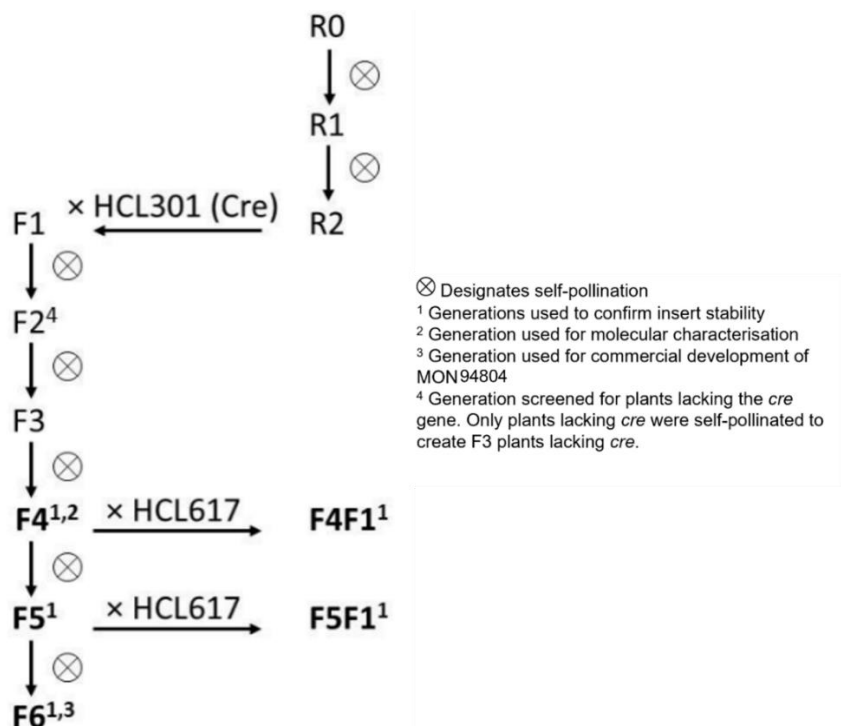 R0
R1
× HCL301 (Cre)
F1
R2
F2⁴
F3
F4¹,² × HCL617 F4F1¹
F5¹ × HCL617 F5F1¹
F6¹,³
⊗ Designates self-pollination
¹ Generations used to confirm insert stability
² Generation used for molecular characterisation
³ Generation used for commercial development of
MON94804
⁴ Generation screened for plants lacking the cre
gene. Only plants lacking cre were self-pollinated to
create F3 plants lacking cre.